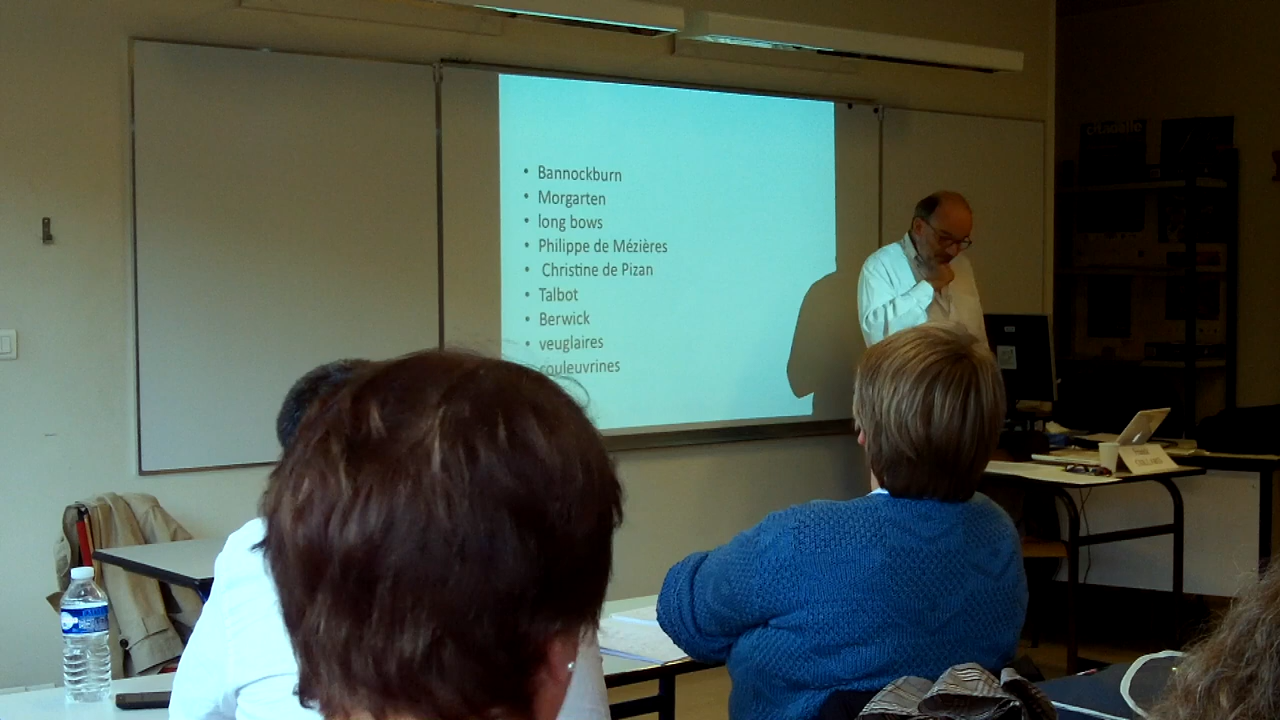 • Bannockburn
• Morgarten
• long bows
• Philippe de Mézières
• Christine de Pizan
• Talbot
• Berwick
• veuglaires
• couleuvrines